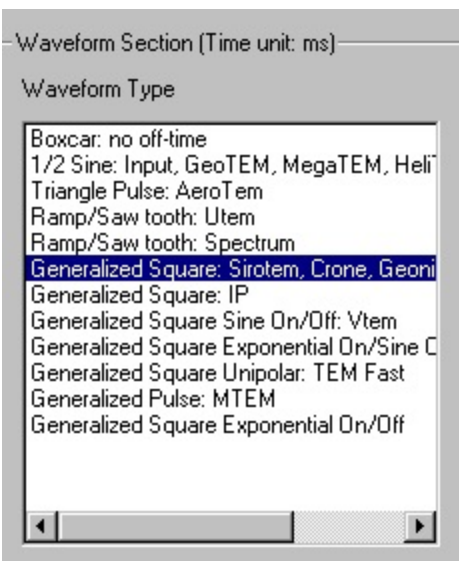 Waveform Section (Time unit: ms)
Waveform Type
Boxcar: no off-time
1/2 Sine: Input, GeoTEM, MegaTEM, Heli
Triangle Pulse: AeroTem
Ramp/Saw tooth: Utem
Ramp/Saw tooth: Spectrum
Generalized Square: Sirotem, Crone, Geoni
Generalized Square: IP
Generalized Square Sine On/Off: Vtem
Generalized Square Exponential On/Sine
Generalized Square Unipolar: TEM Fast
Generalized Pulse: MTEM
Generalized Square Exponential On/Off